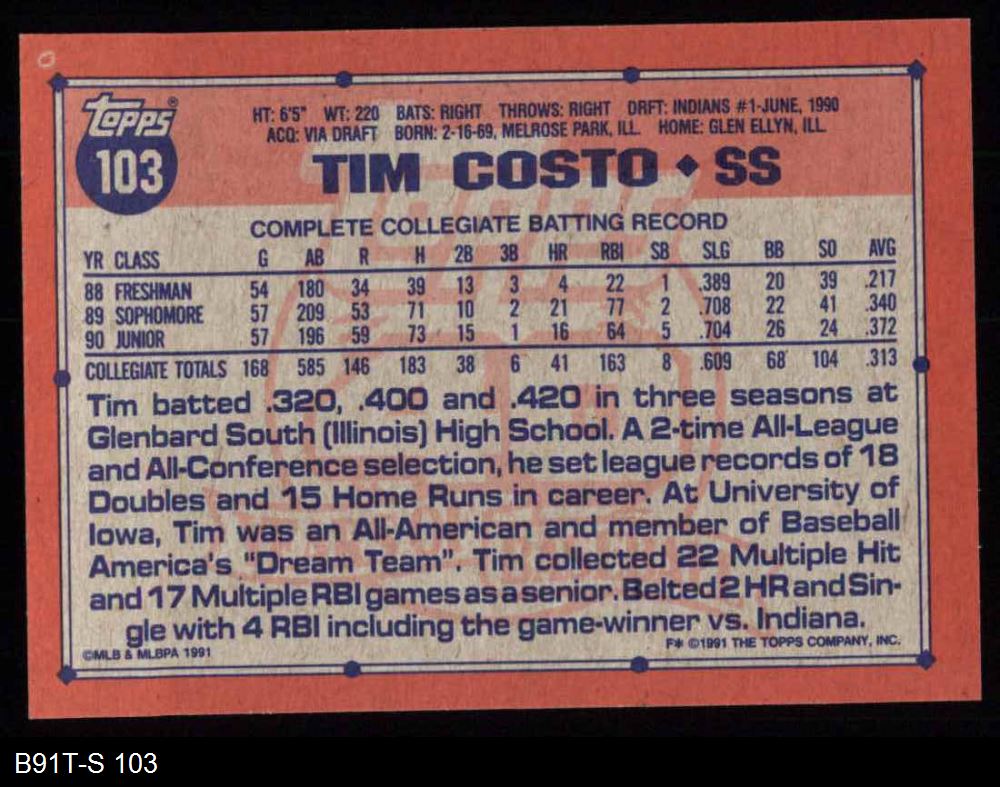 Topps®
103
HT: 6'5" WT: 220 BATS: RIGHT THROWS: RIGHT DRFT: INDIANS #1-JUNE, 1990
ACQ: VIA DRAFT BORN: 2-16-69, MELROSE PARK, ILL. HOME: GLEN ELLYN, ILL.
TIM COSTO ♦ SS
COMPLETE COLLEGIATE BATTING RECORD
YR CLASS G AB R H 2B 3B HR RBI SB SLG BB SO AVG
88 FRESHMAN 54 180 34 39 13 3 4 22 1 .389 20 39 .217
89 SOPHOMORE 57 209 53 71 10 2 21 77 2 .708 22 41 .340
90 JUNIOR 57 196 59 73 15 1 16 64 5 .704 26 24 .372
COLLEGIATE TOTALS 168 585 146 183 38 6 41 163 8 .609 68 104 .313
Tim batted .320, .400 and .420 in three seasons at
Glenbard South (Illinois) High School. A 2-time All-League
and All-Conference selection, he set league records of 18
Doubles and 15 Home Runs in career. At University of
Iowa, Tim was an All-American and member of Baseball
America's "Dream Team". Tim collected 22 Multiple Hit
and 17 Multiple RBI games as a senior. Belted 2 HR and Sin-
gle with 4 RBI including the game-winner vs. Indiana.
©MLB & MLBPA 1991 F* ©1991 THE TOPPS COMPANY, INC.
B91T-S 103